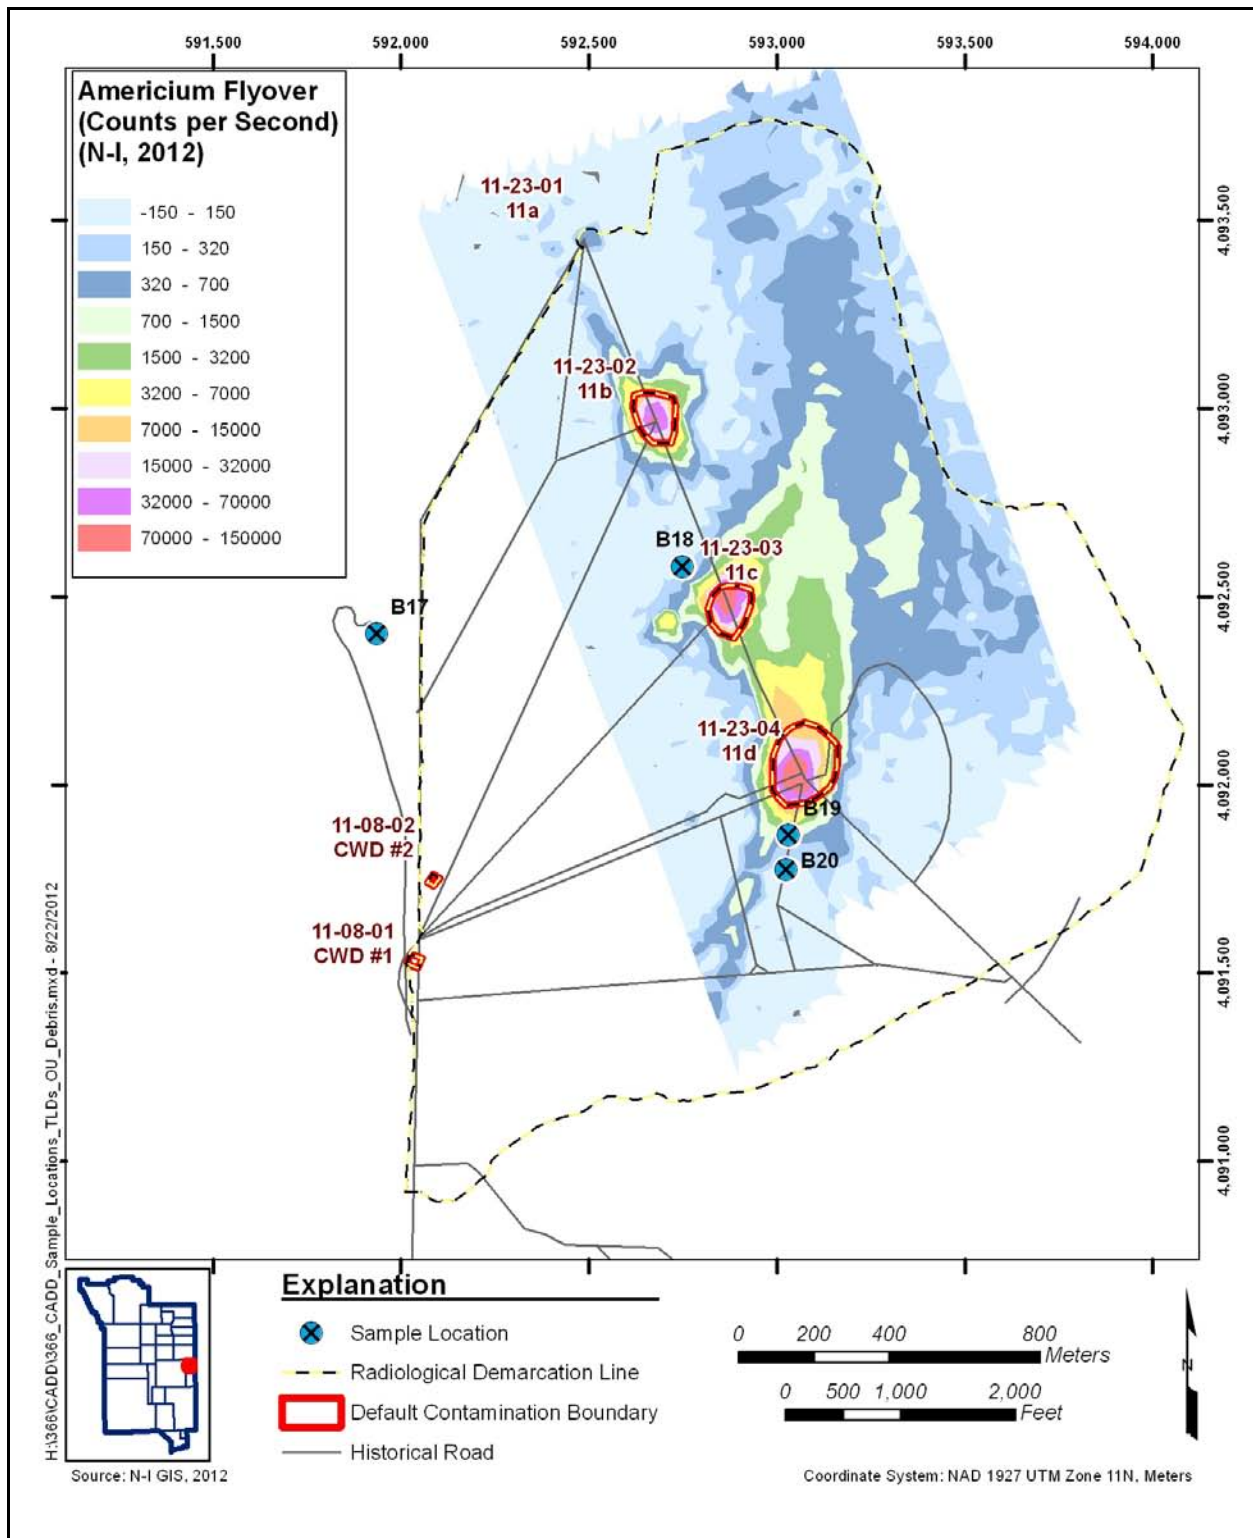 591,500 592,000 592,500 593,000 593,500 594,000
Americium Flyover
(Counts per Second)
(N-I, 2012)
-150 - 150
150 - 320
320 - 700
700 - 1500
1500 - 3200
3200 - 7000
7000 - 15000
15000 - 32000
32000 - 70000
70000 - 150000
11-23-01
11a
11-23-02
11b
B18
11-23-03
11c
B17
11-23-04
11d
B19
B20
11-08-02
CWD #2
11-08-01
CWD #1
4,093,500
4,093,000
4,092,500
4,092,000
4,091,500
4,091,000
H:\366\CADD\366_CADD_Sample_Locations_TLDs_OU_Debris.mxd - 8/22/2012
Explanation
Sample Location
Radiological Demarcation Line
Default Contamination Boundary
Historical Road
0 200 400 800
Meters
0 500 1,000 2,000
Feet
N
Source: N-I GIS, 2012
Coordinate System: NAD 1927 UTM Zone 11N, Meters